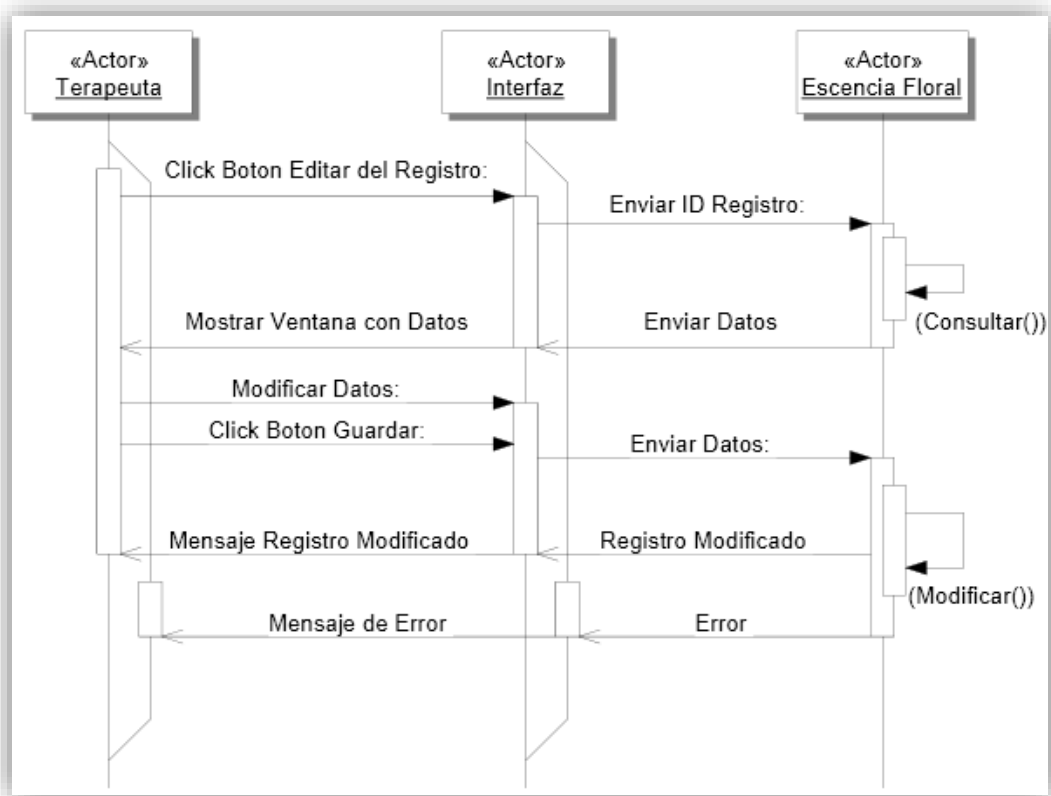 «Actor»
Terapeuta
«Actor»
Interfaz
«Actor»
Escencia Floral
Click Boton Editar del Registro:
Enviar ID Registro:
(Consultar())
Mostrar Ventana con Datos
Enviar Datos
Modificar Datos:
Click Boton Guardar:
Enviar Datos:
Mensaje Registro Modificado
Registro Modificado
(Modificar())
Mensaje de Error
Error